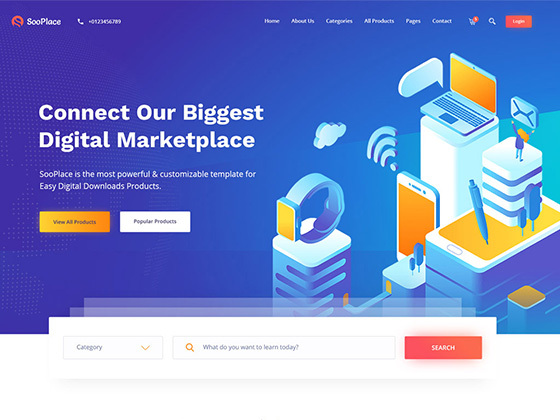 SooPlace
+0123456789
Home
About Us
Categories
All Products
Pages
Contact
Login
Connect Our Biggest
Digital Marketplace
SooPlace is the most powerful & customizable template for
Easy Digital Downloads Products.
View All Products
Popular Products
Category
What do you want to learn today?
SEARCH